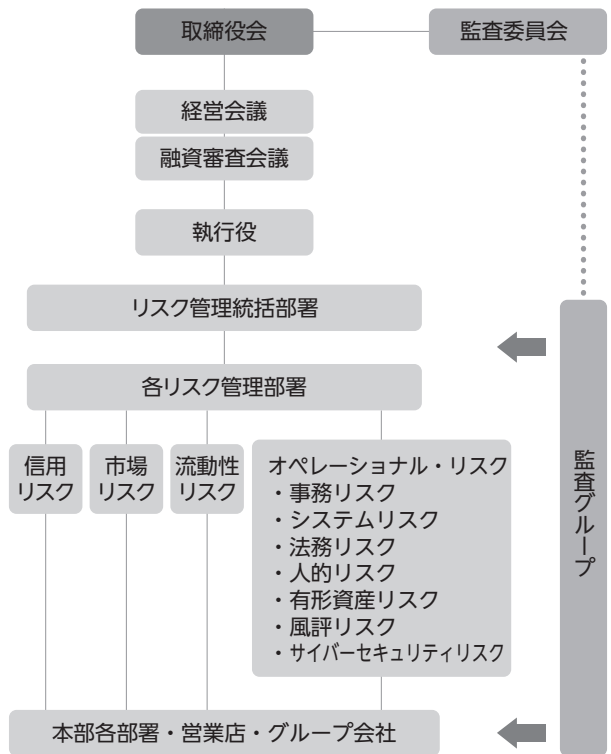 取締役会
監査委員会
経営会議
融資審査会議
執行役
リスク管理統括部署
各リスク管理部署
信用
リスク
市場
リスク
流動性
リスク
オペレーショナル・リスク
・事務リスク
・システムリスク
・法務リスク
・人的リスク
・有形資産リスク
・風評リスク
・サイバーセキュリティリスク
監査グループ
本部各部署・営業店・グループ会社